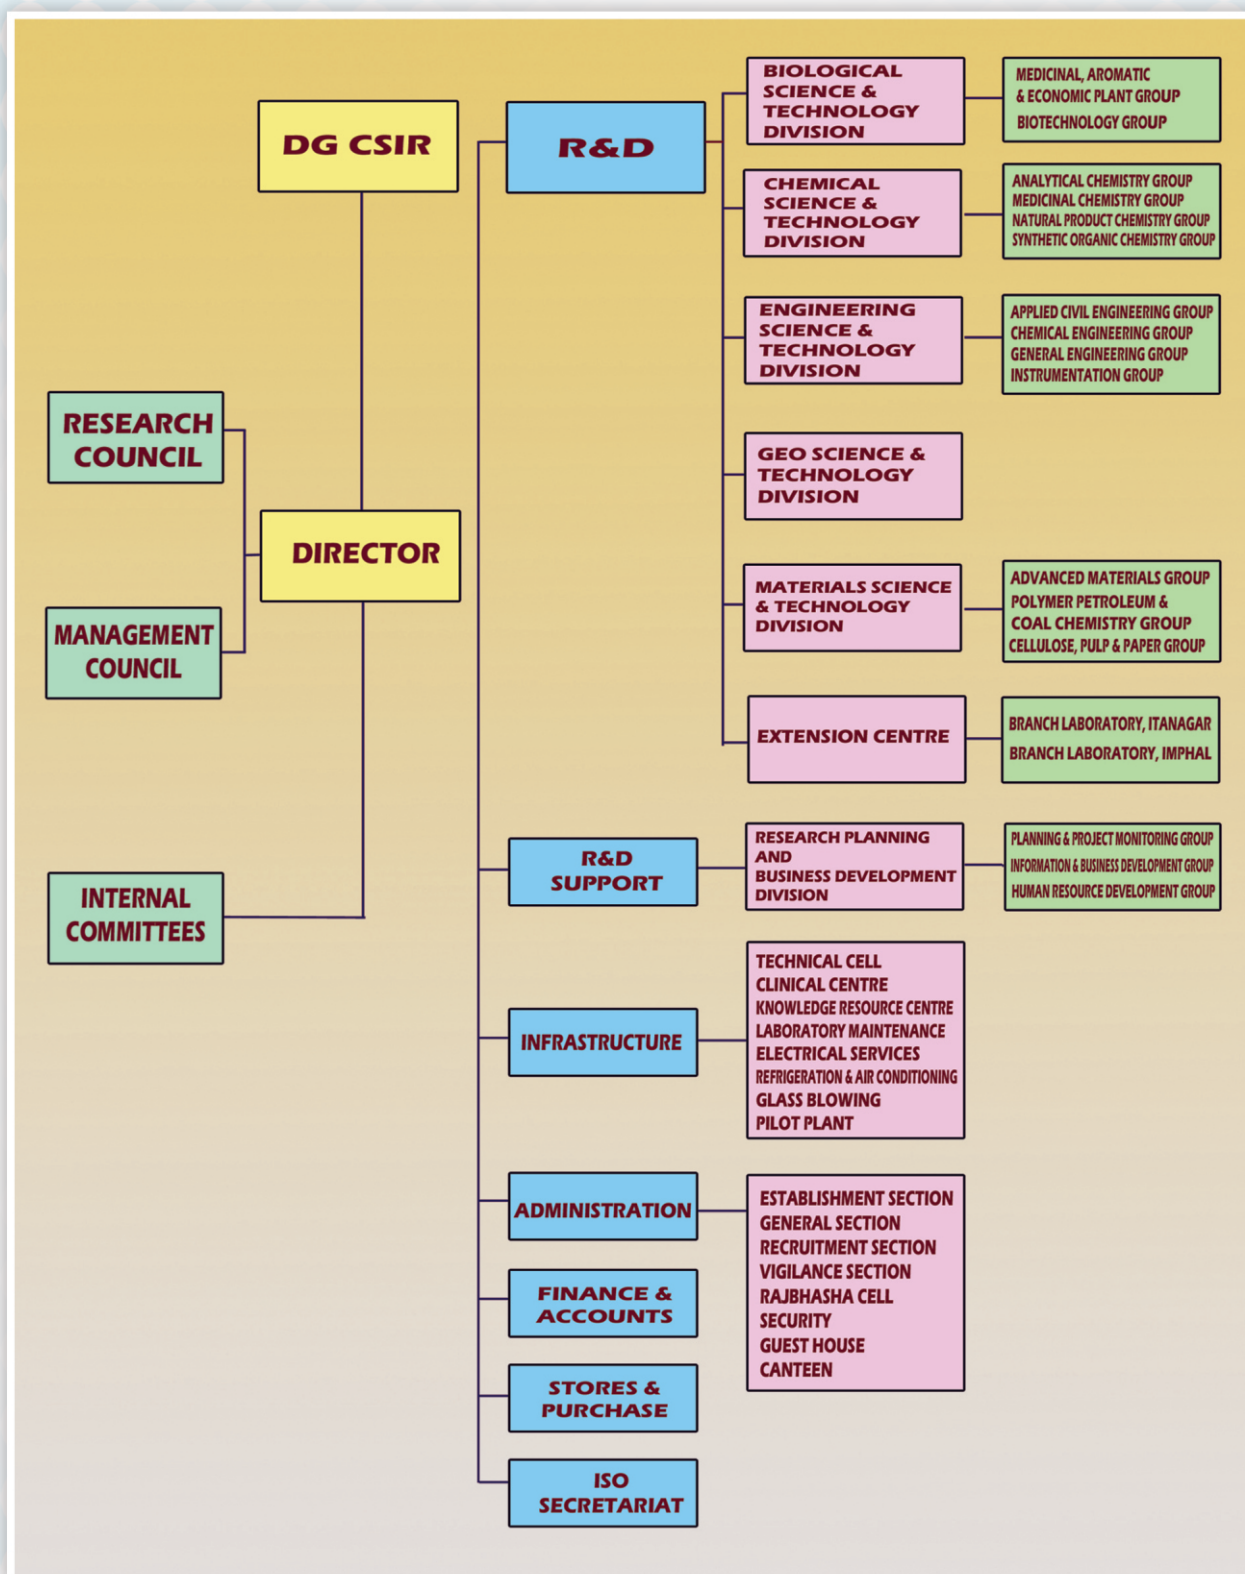 DG CSIR
DIRECTOR
RESEARCH
COUNCIL
MANAGEMENT
COUNCIL
INTERNAL
COMMITTEES
R&D
BIOLOGICAL
SCIENCE &
TECHNOLOGY
DIVISION
MEDICINAL, AROMATIC
& ECONOMIC PLANT GROUP
BIOTECHNOLOGY GROUP
CHEMICAL
SCIENCE &
TECHNOLOGY
DIVISION
ANALYTICAL CHEMISTRY GROUP
MEDICINAL CHEMISTRY GROUP
NATURAL PRODUCT CHEMISTRY GROUP
SYNTHETIC ORGANIC CHEMISTRY GROUP
ENGINEERING
SCIENCE &
TECHNOLOGY
DIVISION
APPLIED CIVIL ENGINEERING GROUP
CHEMICAL ENGINEERING GROUP
GENERAL ENGINEERING GROUP
INSTRUMENTATION GROUP
GEO SCIENCE &
TECHNOLOGY
DIVISION
MATERIALS SCIENCE
& TECHNOLOGY
DIVISION
ADVANCED MATERIALS GROUP
POLYMER PETROLEUM &
COAL CHEMISTRY GROUP
CELLULOSE, PULP & PAPER GROUP
EXTENSION CENTRE
BRANCH LABORATORY, ITANAGAR
BRANCH LABORATORY, IMPHAL
R&D
SUPPORT
RESEARCH PLANNING
AND
BUSINESS DEVELOPMENT
DIVISION
PLANNING & PROJECT MONITORING GROUP
INFORMATION & BUSINESS DEVELOPMENT GROUP
HUMAN RESOURCE DEVELOPMENT GROUP
INFRASTRUCTURE
TECHNICAL CELL
CLINICAL CENTRE
KNOWLEDGE RESOURCE CENTRE
LABORATORY MAINTENANCE
ELECTRICAL SERVICES
REFRIGERATION & AIR CONDITIONING
GLASS BLOWING
PILOT PLANT
ADMINISTRATION
ESTABLISHMENT SECTION
GENERAL SECTION
RECRUITMENT SECTION
VIGILANCE SECTION
RAJBHASHA CELL
SECURITY
GUEST HOUSE
CANTEEN
FINANCE &
ACCOUNTS
STORES &
PURCHASE
ISO
SECRETARIAT